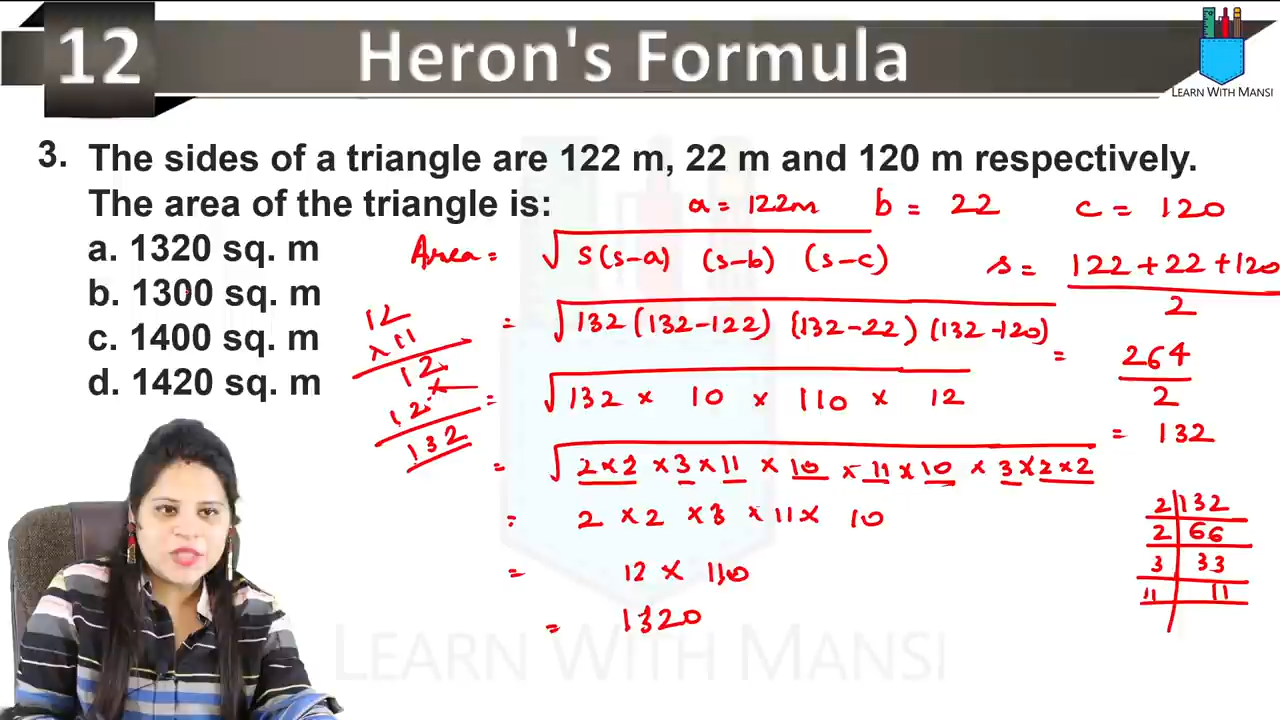 12 Heron's Formula
LEARN WITH MANSI
3. The sides of a triangle are 122 m, 22 m and 120 m respectively.
The area of the triangle is:
a = 122m b = 22 c = 120
a. 1320 sq. m
b. 1300 sq. m
c. 1400 sq. m
d. 1420 sq. m
Area = √s(s-a) (s-b) (s-c)
s = 122 + 22 + 120
2
= 264
2
= 132
= √132 (132-122) (132-22) (132-120)
= √132 × 10 × 110 × 12
= √2×2 × 3 × 11 × 10 × 11 × 10 × 3 × 2 × 2
= 2 × 2 × 3 × 11 × 10
= 12 × 110
= 1320
12
× 11
12
12×
132
2 132
2 66
3 33
11 11
LEARN WITH MANSI